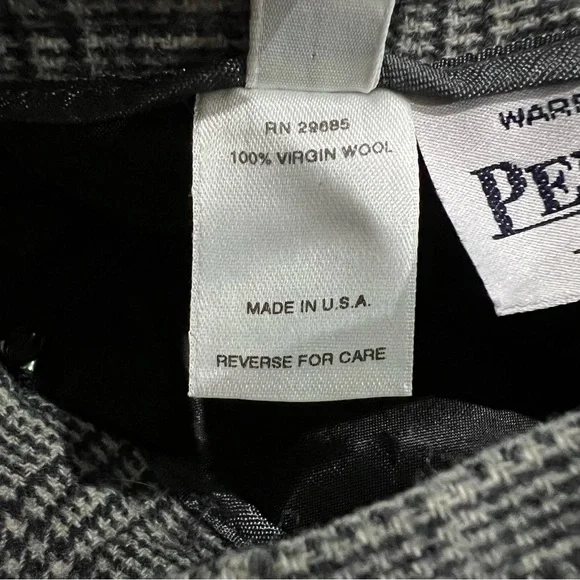 RN 29685
100% VIRGIN WOOL
MADE IN U.S.A.
REVERSE FOR CARE